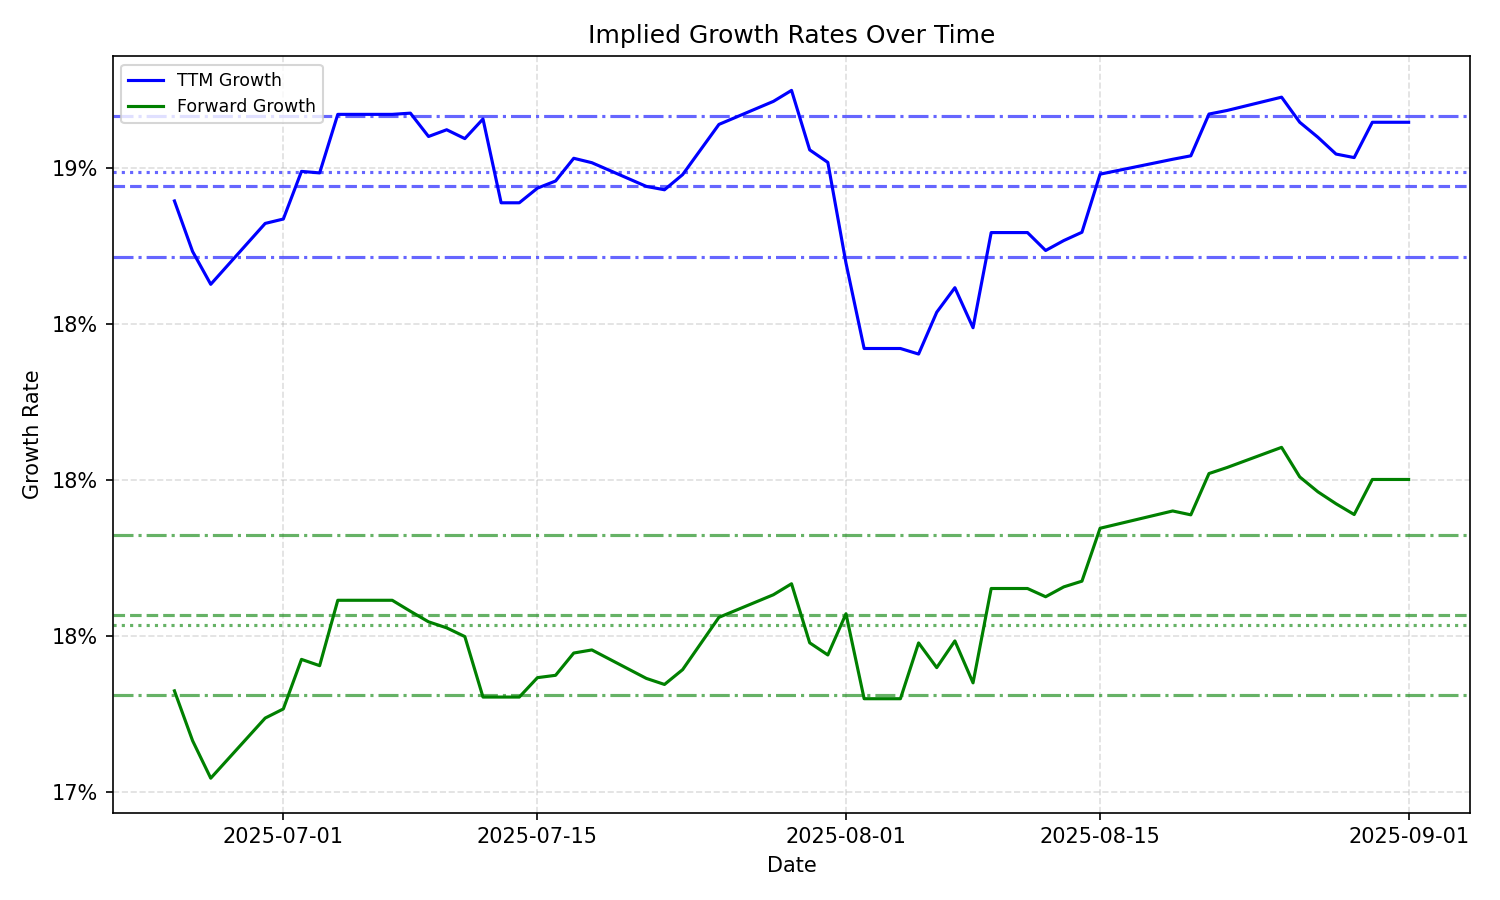 Implied Growth Rates Over Time
TTM Growth
Forward Growth
Growth Rate
19%
18%
18%
18%
17%
2025-07-01
2025-07-15
2025-08-01
2025-08-15
2025-09-01
Date